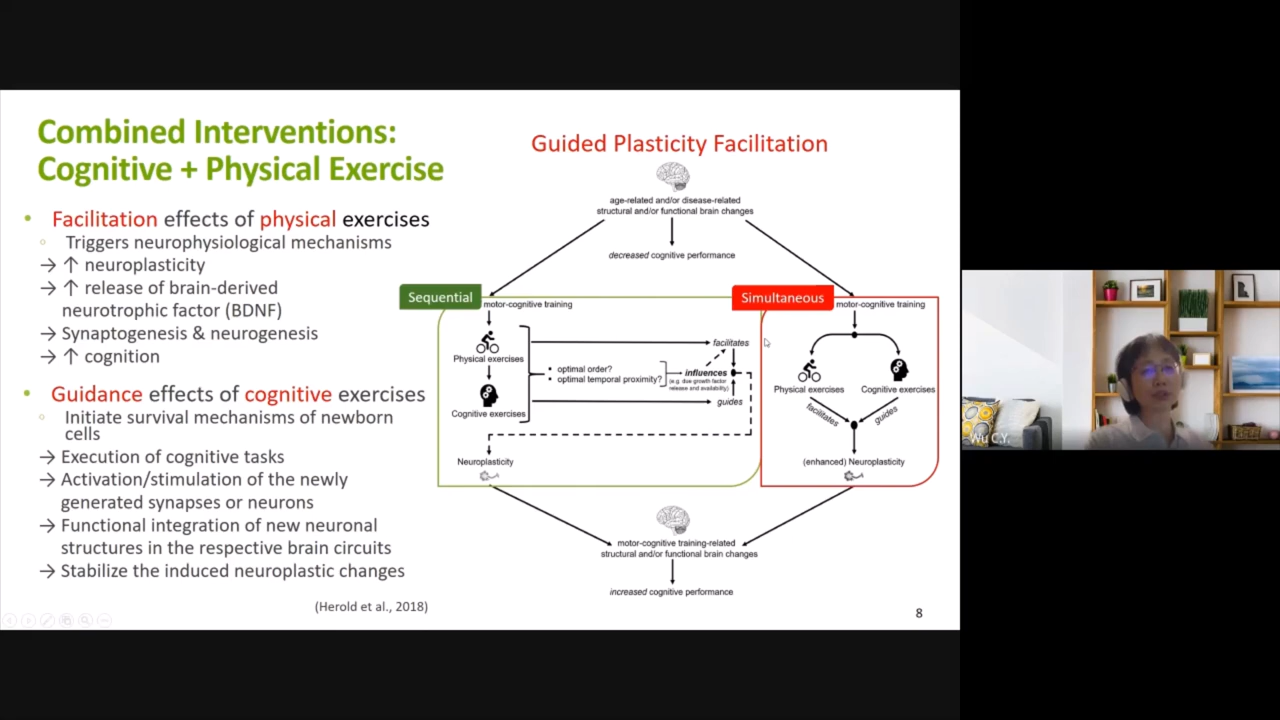 Combined Interventions:
Cognitive + Physical Exercise
• Facilitation effects of physical exercises
◦ Triggers neurophysiological mechanisms
→ ↑ neuroplasticity
→ ↑ release of brain-derived
neurotrophic factor (BDNF)
→ Synaptogenesis & neurogenesis
→ ↑ cognition
• Guidance effects of cognitive exercises
◦ Initiate survival mechanisms of newborn
cells
→ Execution of cognitive tasks
→ Activation/stimulation of the newly
generated synapses or neurons
→ Functional integration of new neuronal
structures in the respective brain circuits
→ Stabilize the induced neuroplastic changes
(Herold et al., 2018)
Guided Plasticity Facilitation
age-related and/or disease-related
structural and/or functional brain changes
decreased cognitive performance
Sequential
motor-cognitive training
Physical exercises
Cognitive exercises
• optimal order?
• optimal temporal proximity?
facilitates
influences
(e.g. due growth factor
release and availability)
guides
Neuroplasticity
Simultaneous
motor-cognitive training
Physical exercises
Cognitive exercises
facilitates
guides
(enhanced) Neuroplasticity
motor-cognitive training-related
structural and/or functional brain changes
increased cognitive performance
8
Wu C.Y.